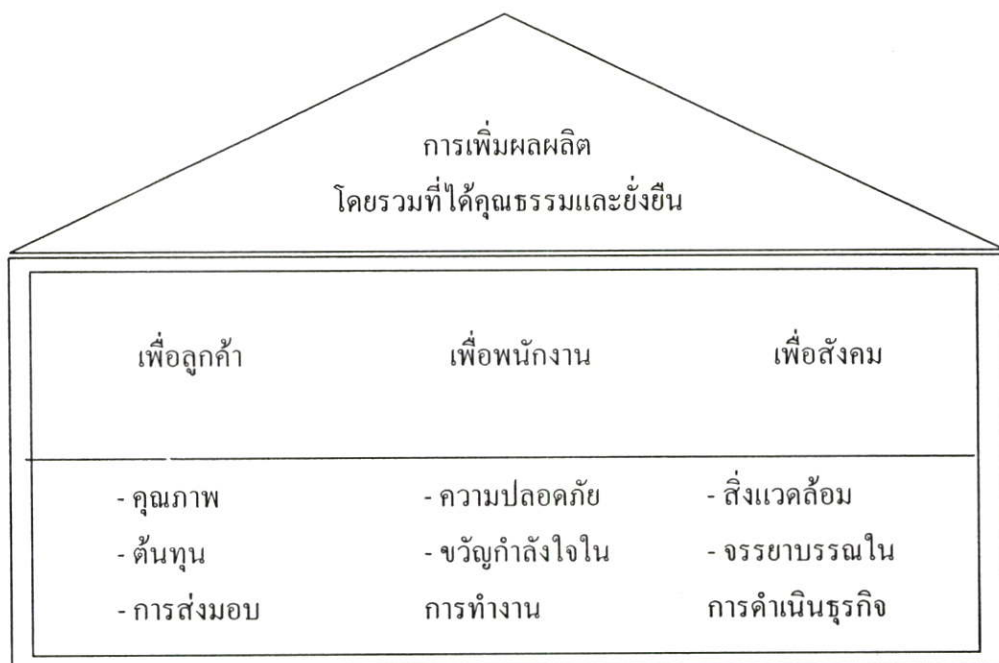 การเพิ่มผลผลิต
โดยรวมที่ได้คุณธรรมและยั่งยืน
เพื่อลูกค้า
เพื่อพนักงาน
เพื่อสังคม
- คุณภาพ
- ต้นทุน
- การส่งมอบ
- ความปลอดภัย
- ขวัญกำลังใจใน
การทำงาน
- สิ่งแวดล้อม
- จรรยาบรรณใน
การดำเนินธุรกิจ